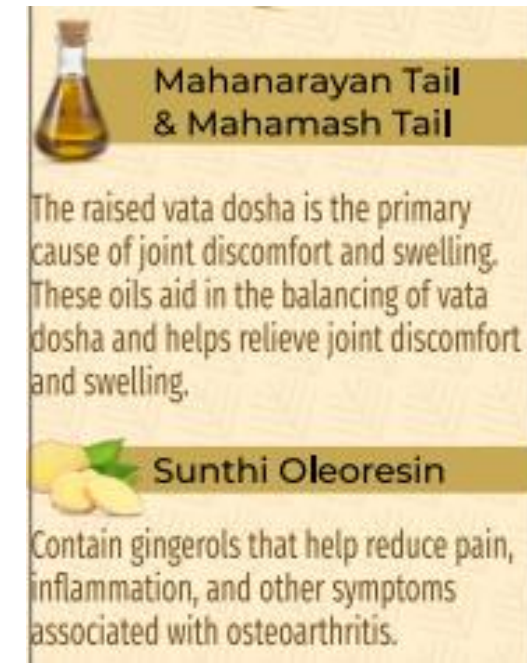 Mahanarayan Tail
& Mahamash Tail
The raised vata dosha is the primary
cause of joint discomfort and swelling.
These oils aid in the balancing of vata
dosha and helps relieve joint discomfort
and swelling.
Sunthi Oleoresin
Contain gingerols that help reduce pain,
inflammation, and other symptoms
associated with osteoarthritis.